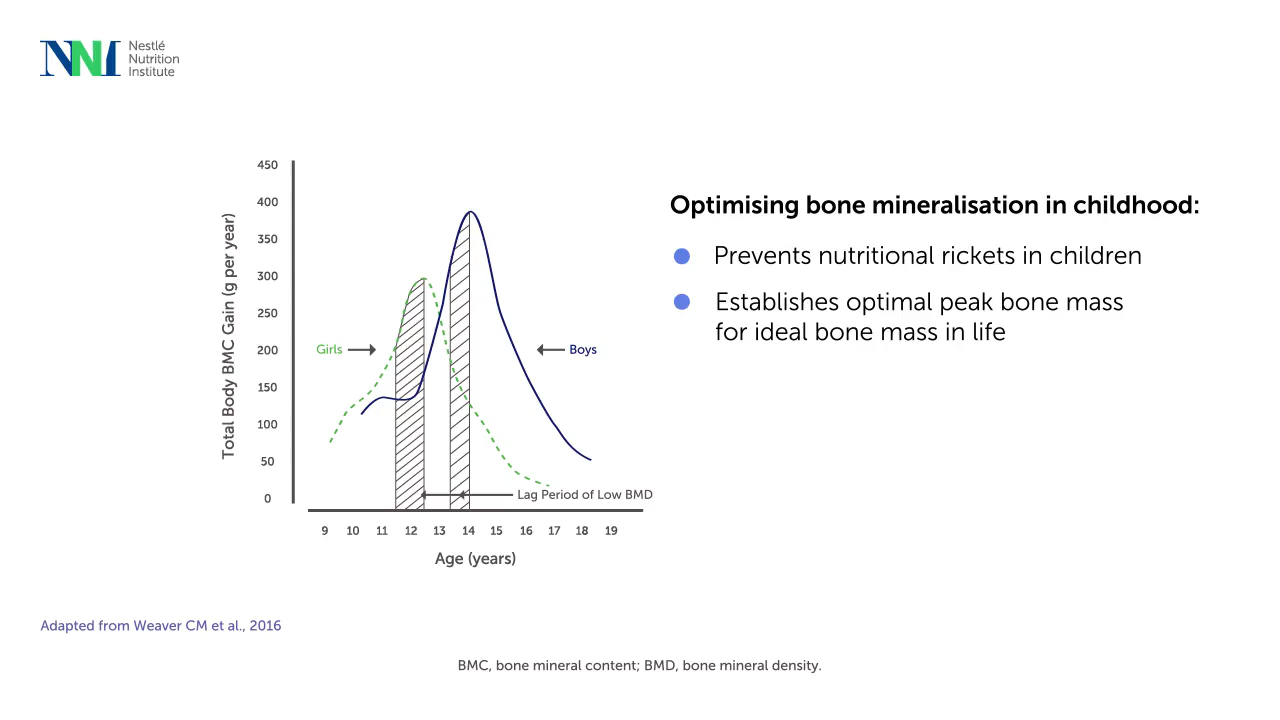 Nestlé
Nutrition
Institute
NNI
Total Body BMC Gain (g per year)
450
400
350
300
250
200
150
100
50
0
Girls
Boys
Lag Period of Low BMD
9 10 11 12 13 14 15 16 17 18 19
Age (years)
Optimising bone mineralisation in childhood:
Prevents nutritional rickets in children
Establishes optimal peak bone mass
for ideal bone mass in life
Adapted from Weaver CM et al., 2016
BMC, bone mineral content; BMD, bone mineral density.